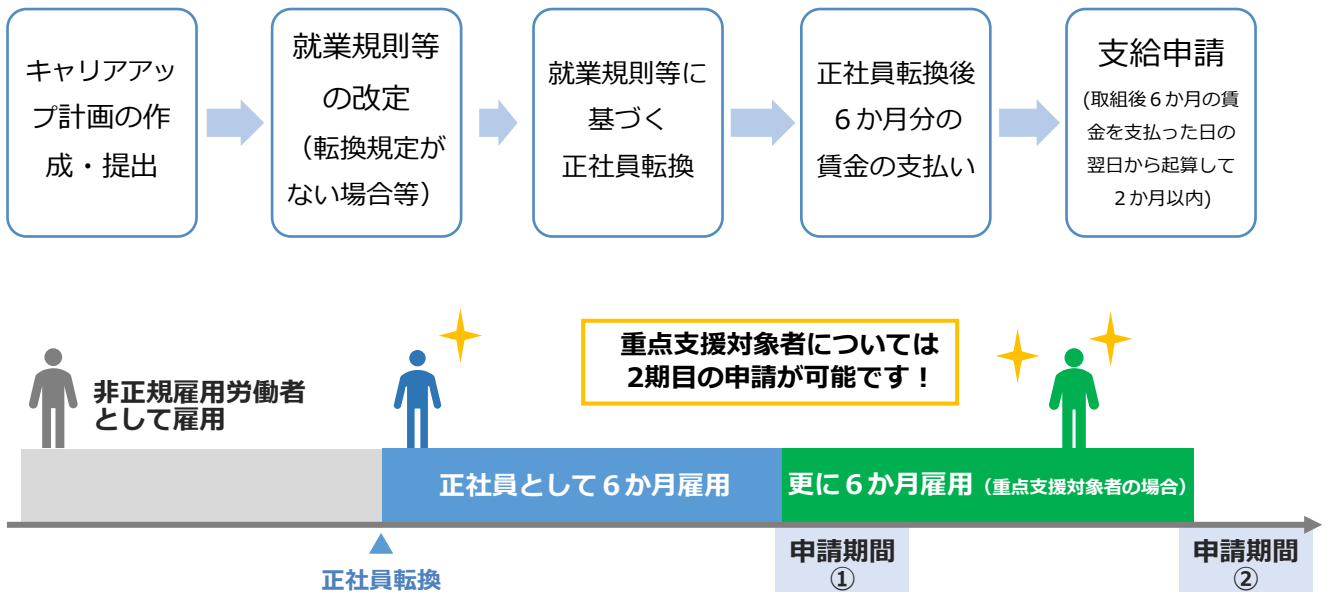 キャリアアッ
プ計画の作
成・提出
就業規則等
の改定
（転換規定が
ない場合等）
就業規則等に
基づく
正社員転換
正社員転換後
６か月分の
賃金の支払い
支給申請
(取組後６か月の賃
金を支払った日の
翌日から起算して
２か月以内)
重点支援対象者については
2期目の申請が可能です！
非正規雇用労働者
として雇用
正社員として６か月雇用
更に６か月雇用（重点支援対象者の場合）
正社員転換
申請期間
①
申請期間
②